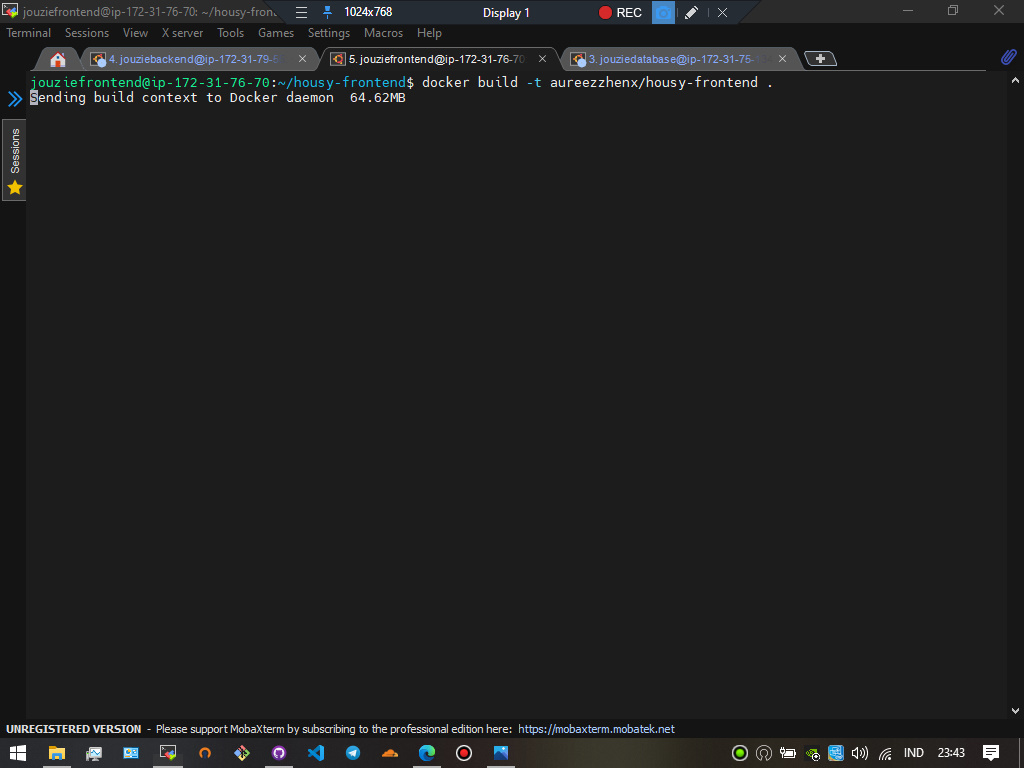 jouziefrontend@ip-172-31-76-70: ~/housy-front
1024x768
Display 1
REC
Terminal Sessions View X server Tools Games Settings Macros Help
4. jouziebackend@ip-172-31-79-6
5. jouziefrontend@ip-172-31-76-70
3. jouziedatabase@ip-172-31-76-
jouziefrontend@ip-172-31-76-70:~/housy-frontend$ docker build -t aureezzhenx/housy-frontend .
Sending build context to Docker daemon  64.62MB
Sessions
UNREGISTERED VERSION - Please support MobaXterm by subscribing to the professional edition here: https://mobaxterm.mobatek.net
IND 23:43